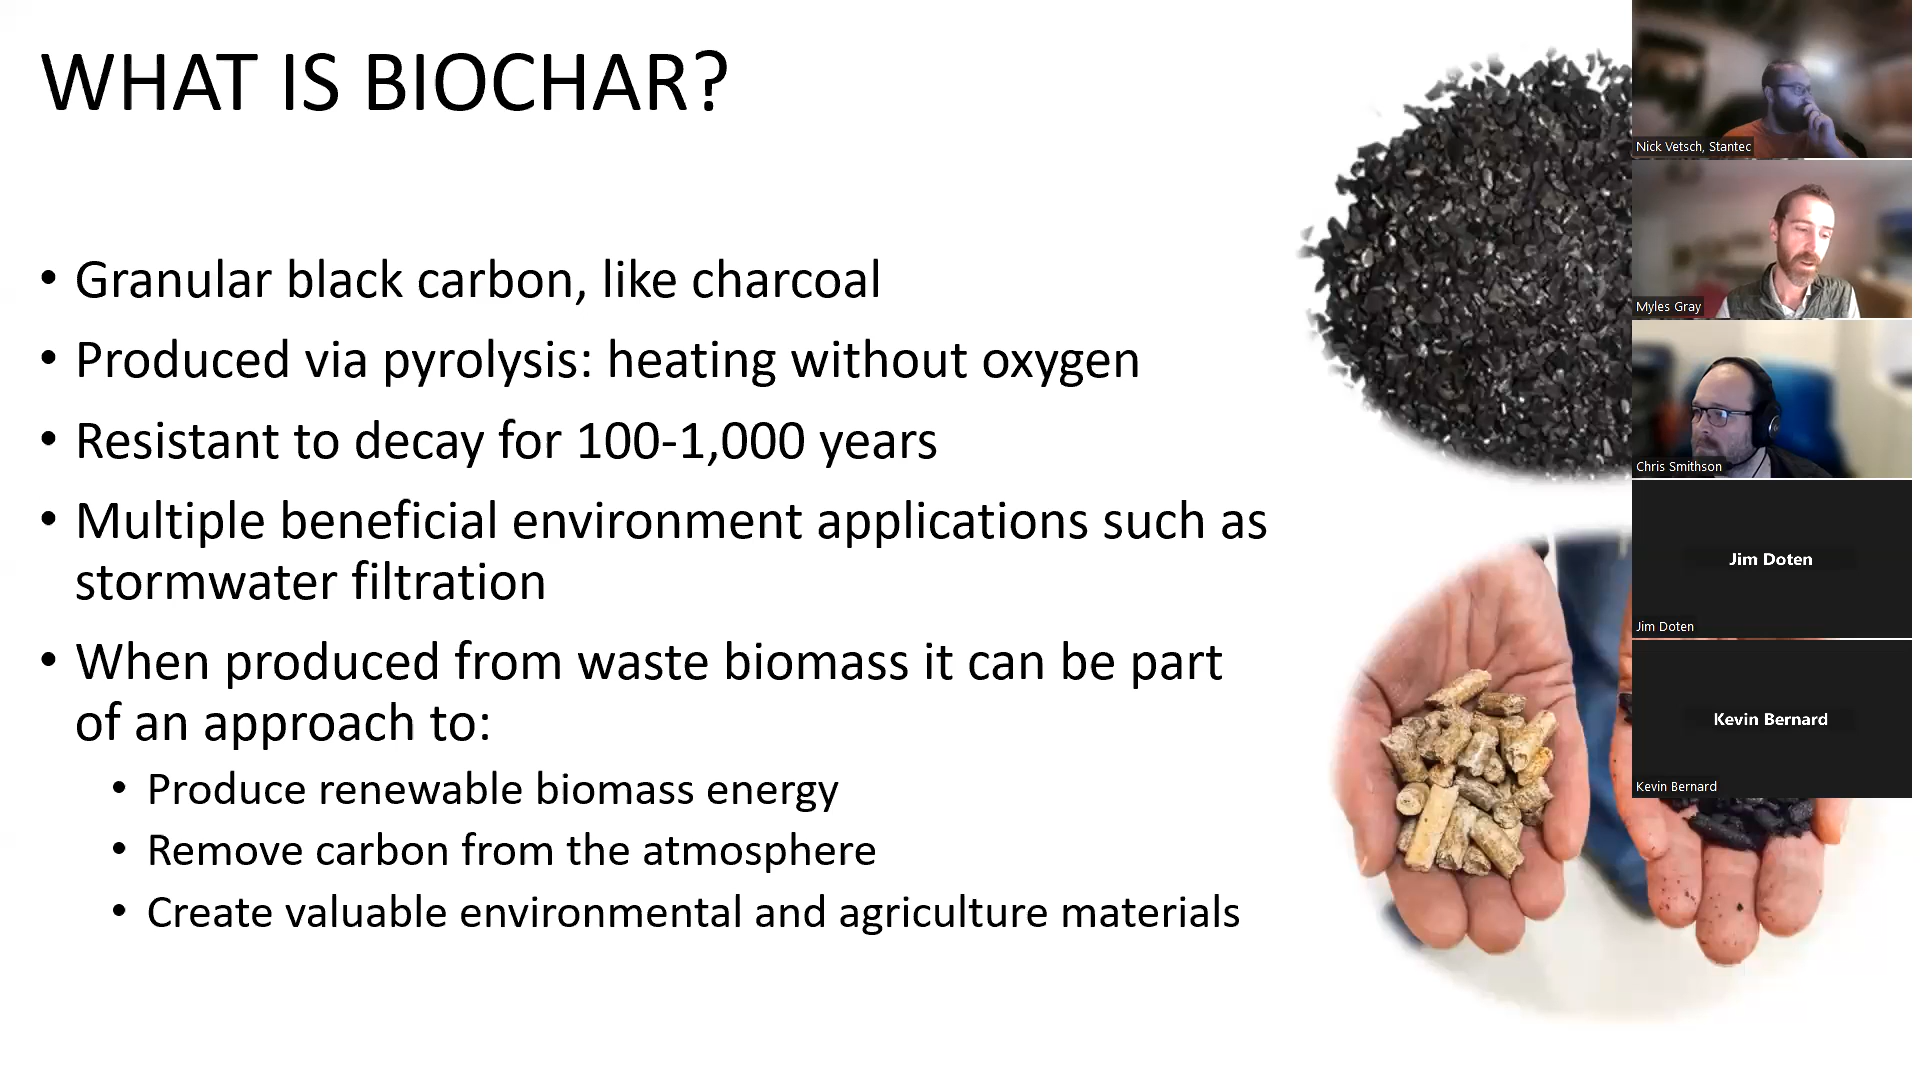 WHAT IS BIOCHAR?
• Granular black carbon, like charcoal
• Produced via pyrolysis: heating without oxygen
• Resistant to decay for 100-1,000 years
• Multiple beneficial environment applications such as
stormwater filtration
• When produced from waste biomass it can be part
of an approach to:
• Produce renewable biomass energy
• Remove carbon from the atmosphere
• Create valuable environmental and agriculture materials
Nick Vetsch, Stantec
Myles Gray
Chris Smithson
Jim Doten
Jim Doten
Kevin Bernard
Kevin Bernard